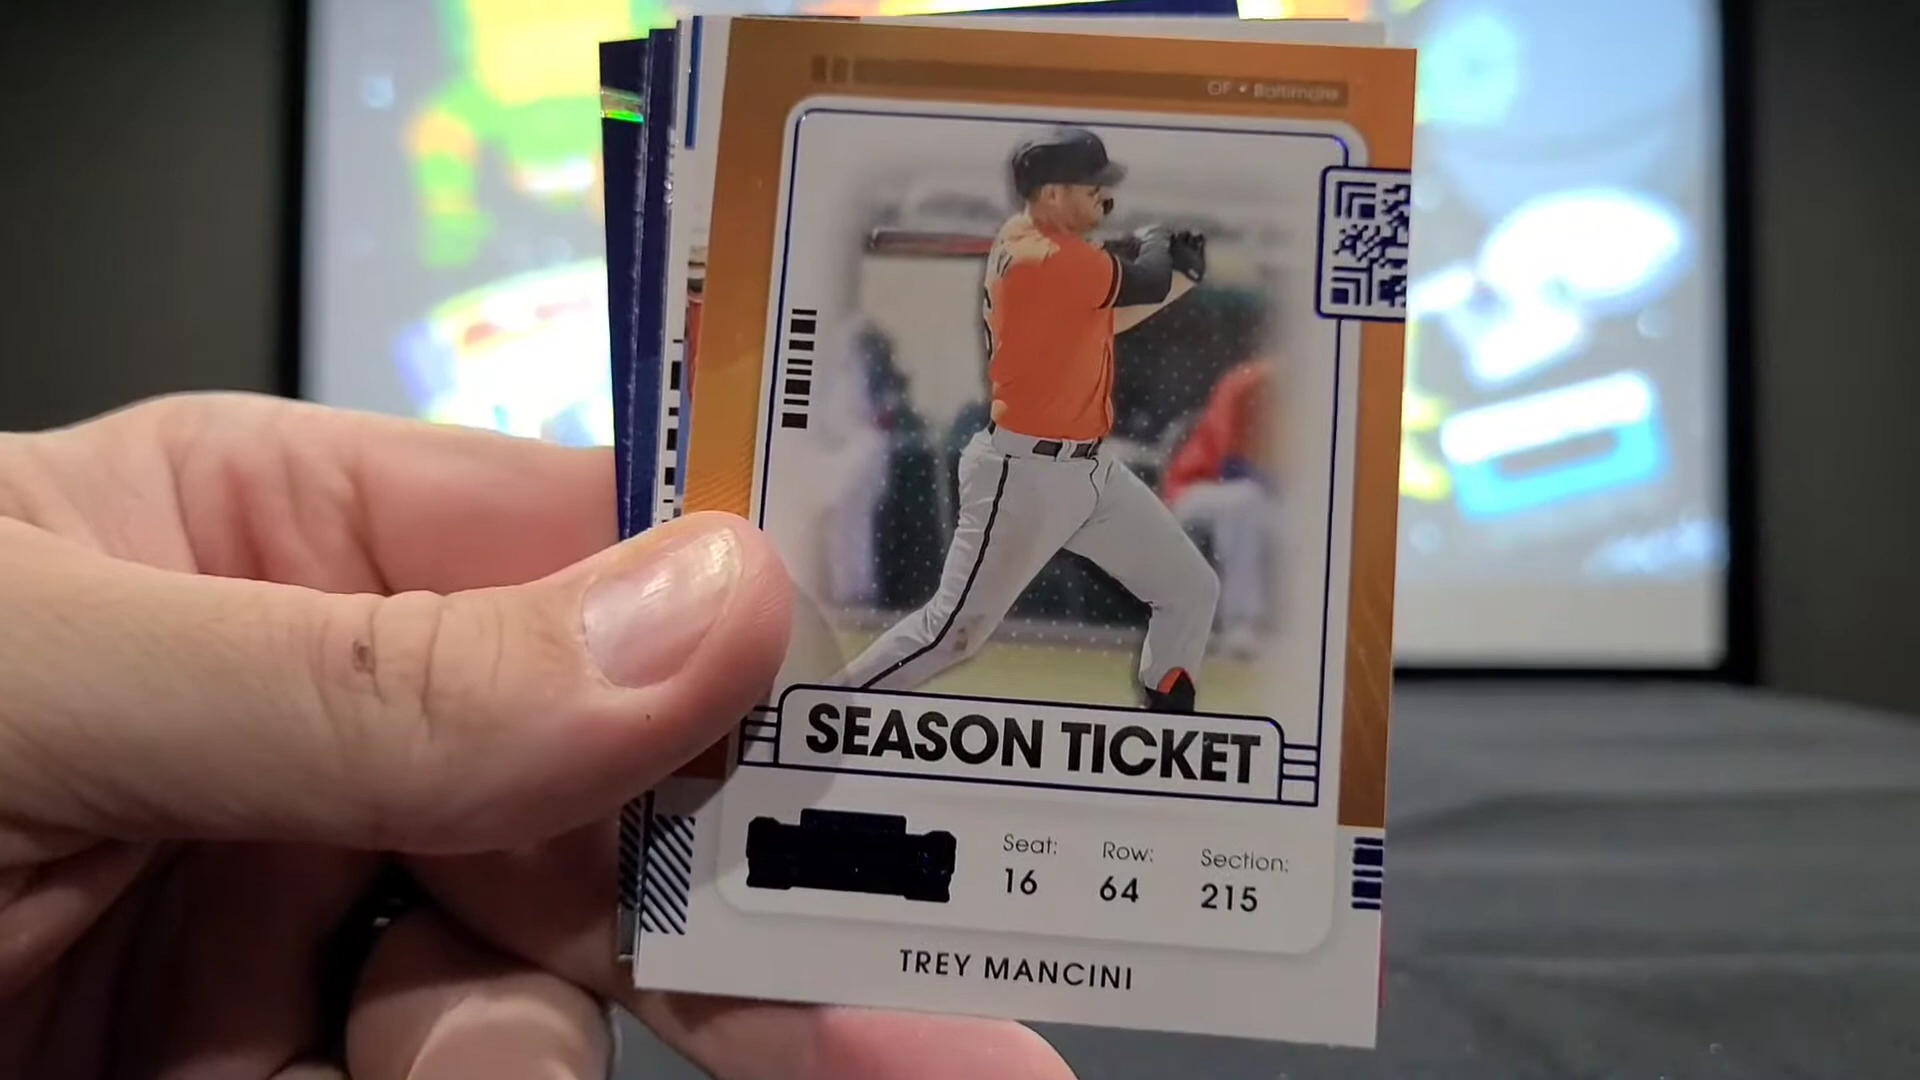 OF • Baltimore
SEASON TICKET
Seat: Row: Section:
16 64 215
TREY MANCINI